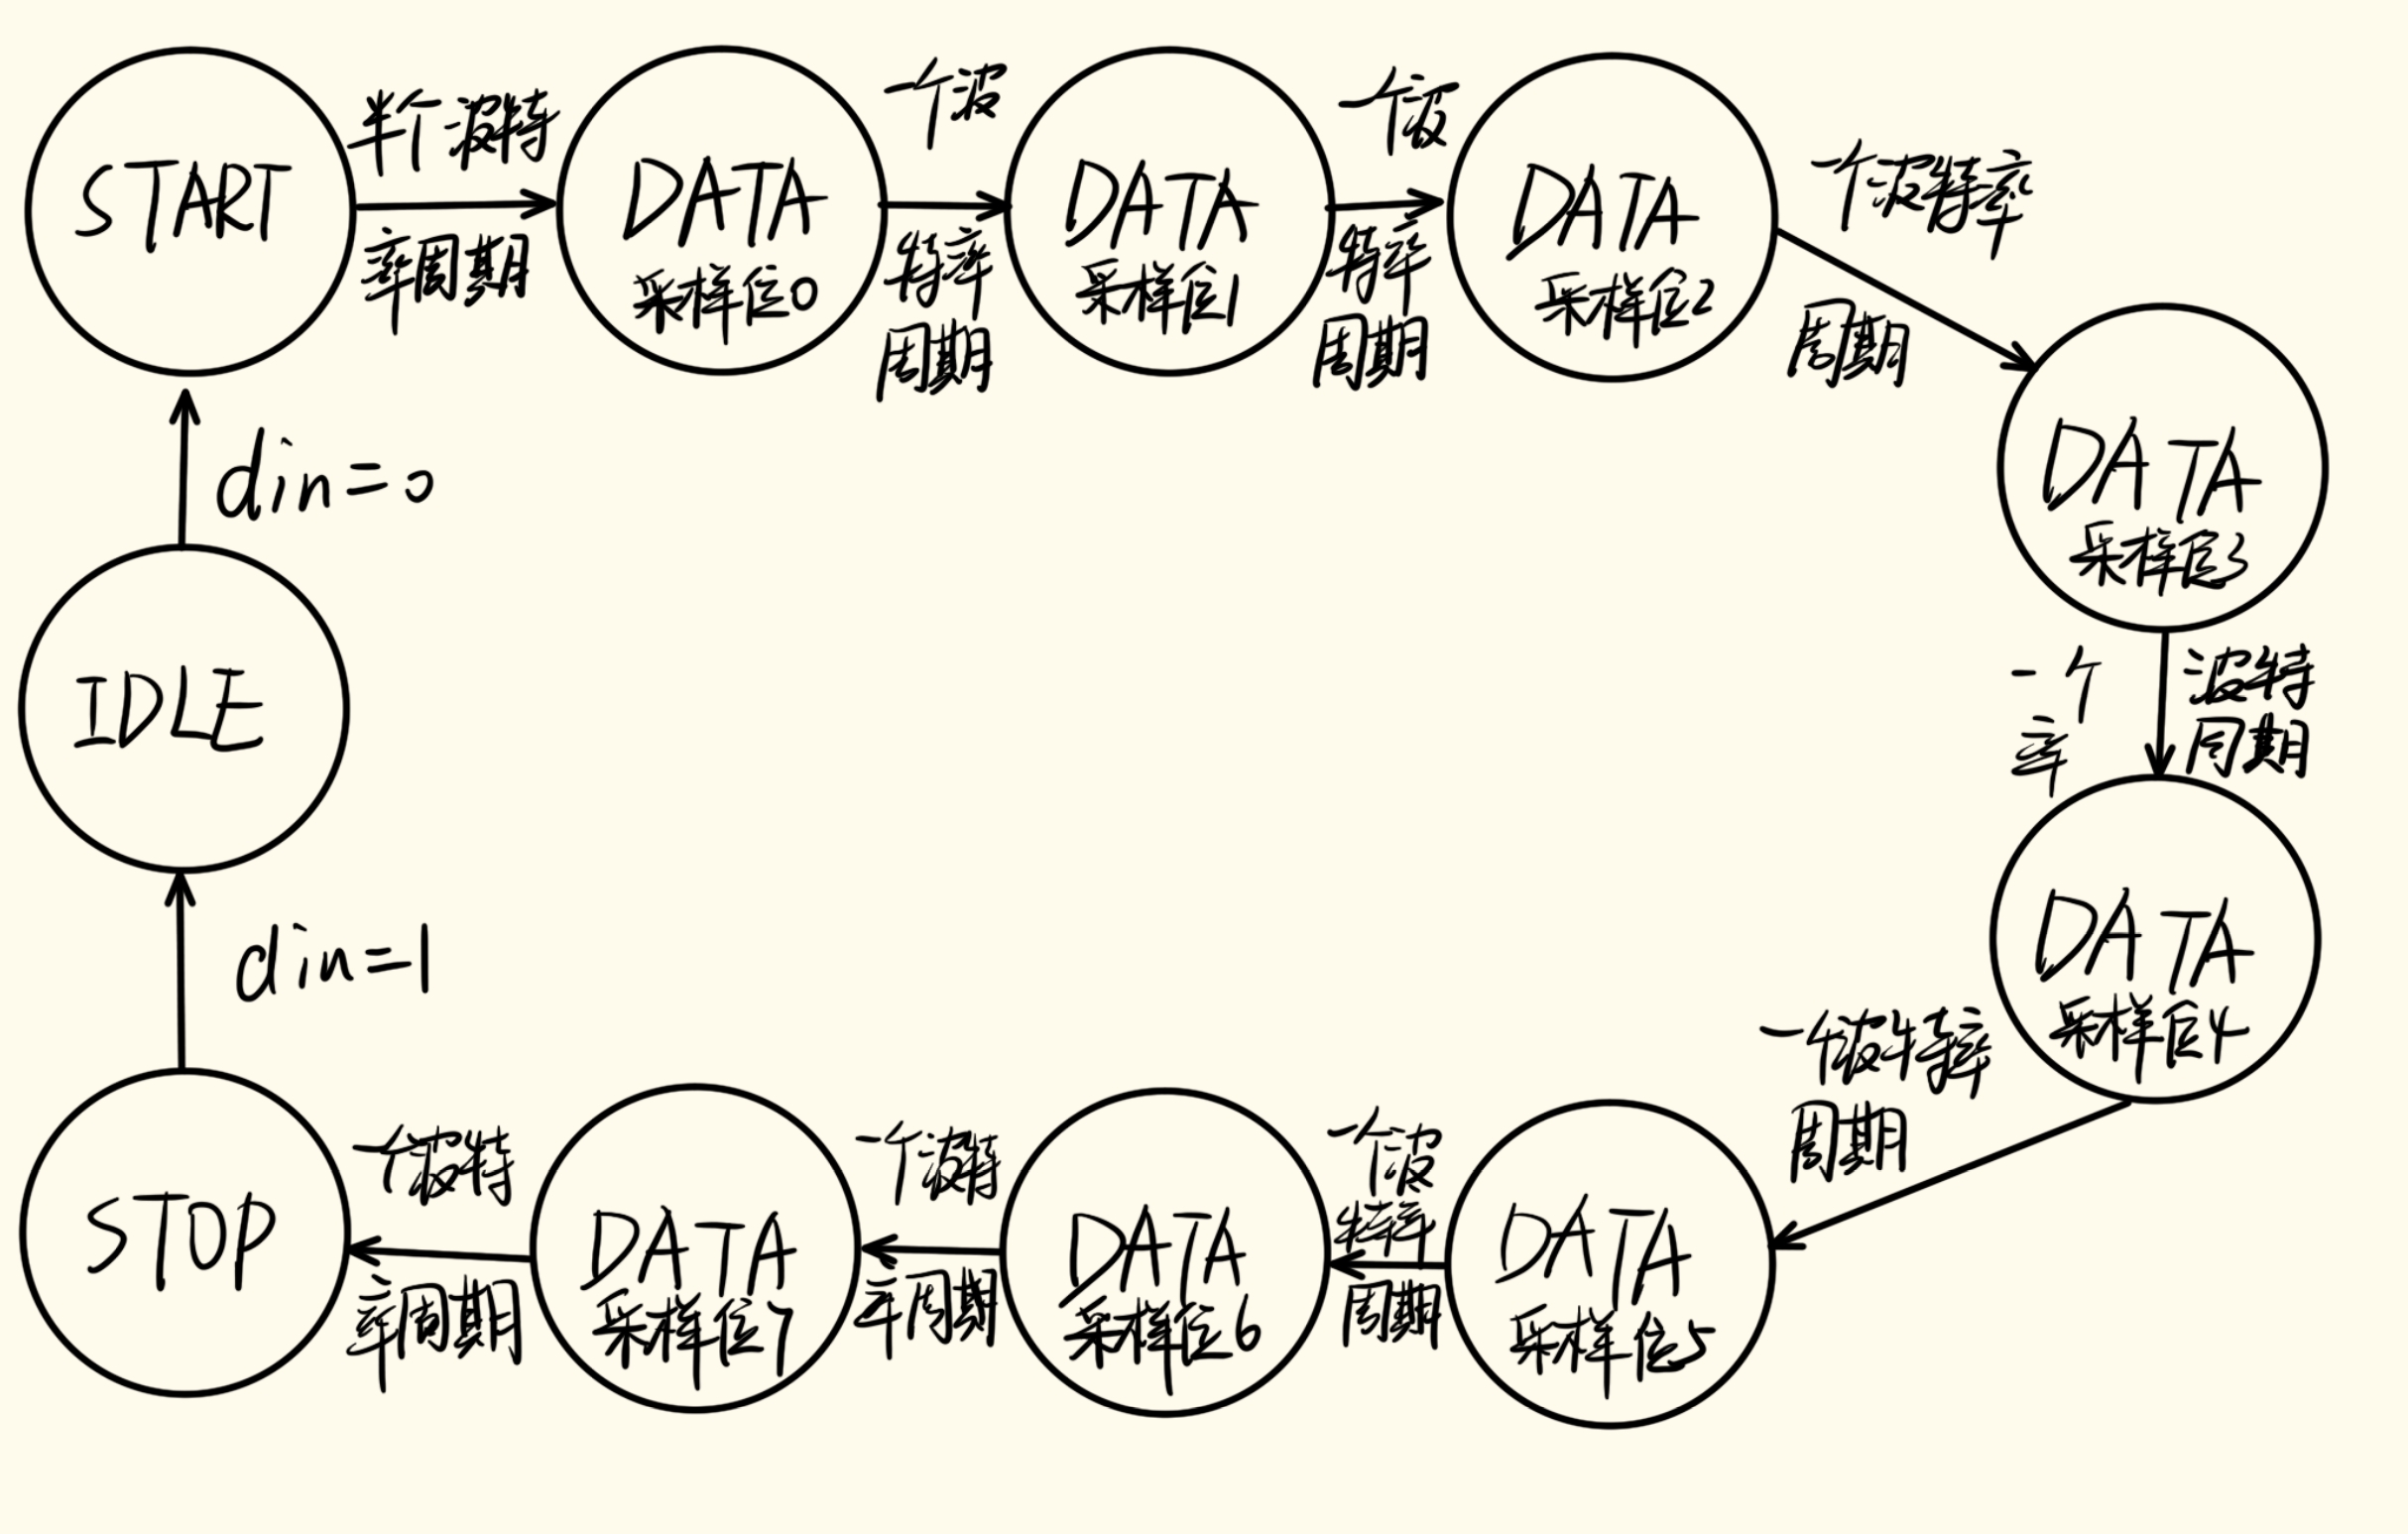 START
半个波特
率周期
DATA
采样位0
一个波
特率
周期
DATA
采样位1
一个波
特率
周期
DATA
采样位2
一个波特率
周期
DATA
采样位3
一个波特
率周期
DATA
采样位4
一个波特率
周期
DATA
采样位5
一个波
特率
周期
DATA
采样位6
一个波特
率周期
DATA
采样位7
一个波特
率周期
STOP
din=1
IDLE
din=0